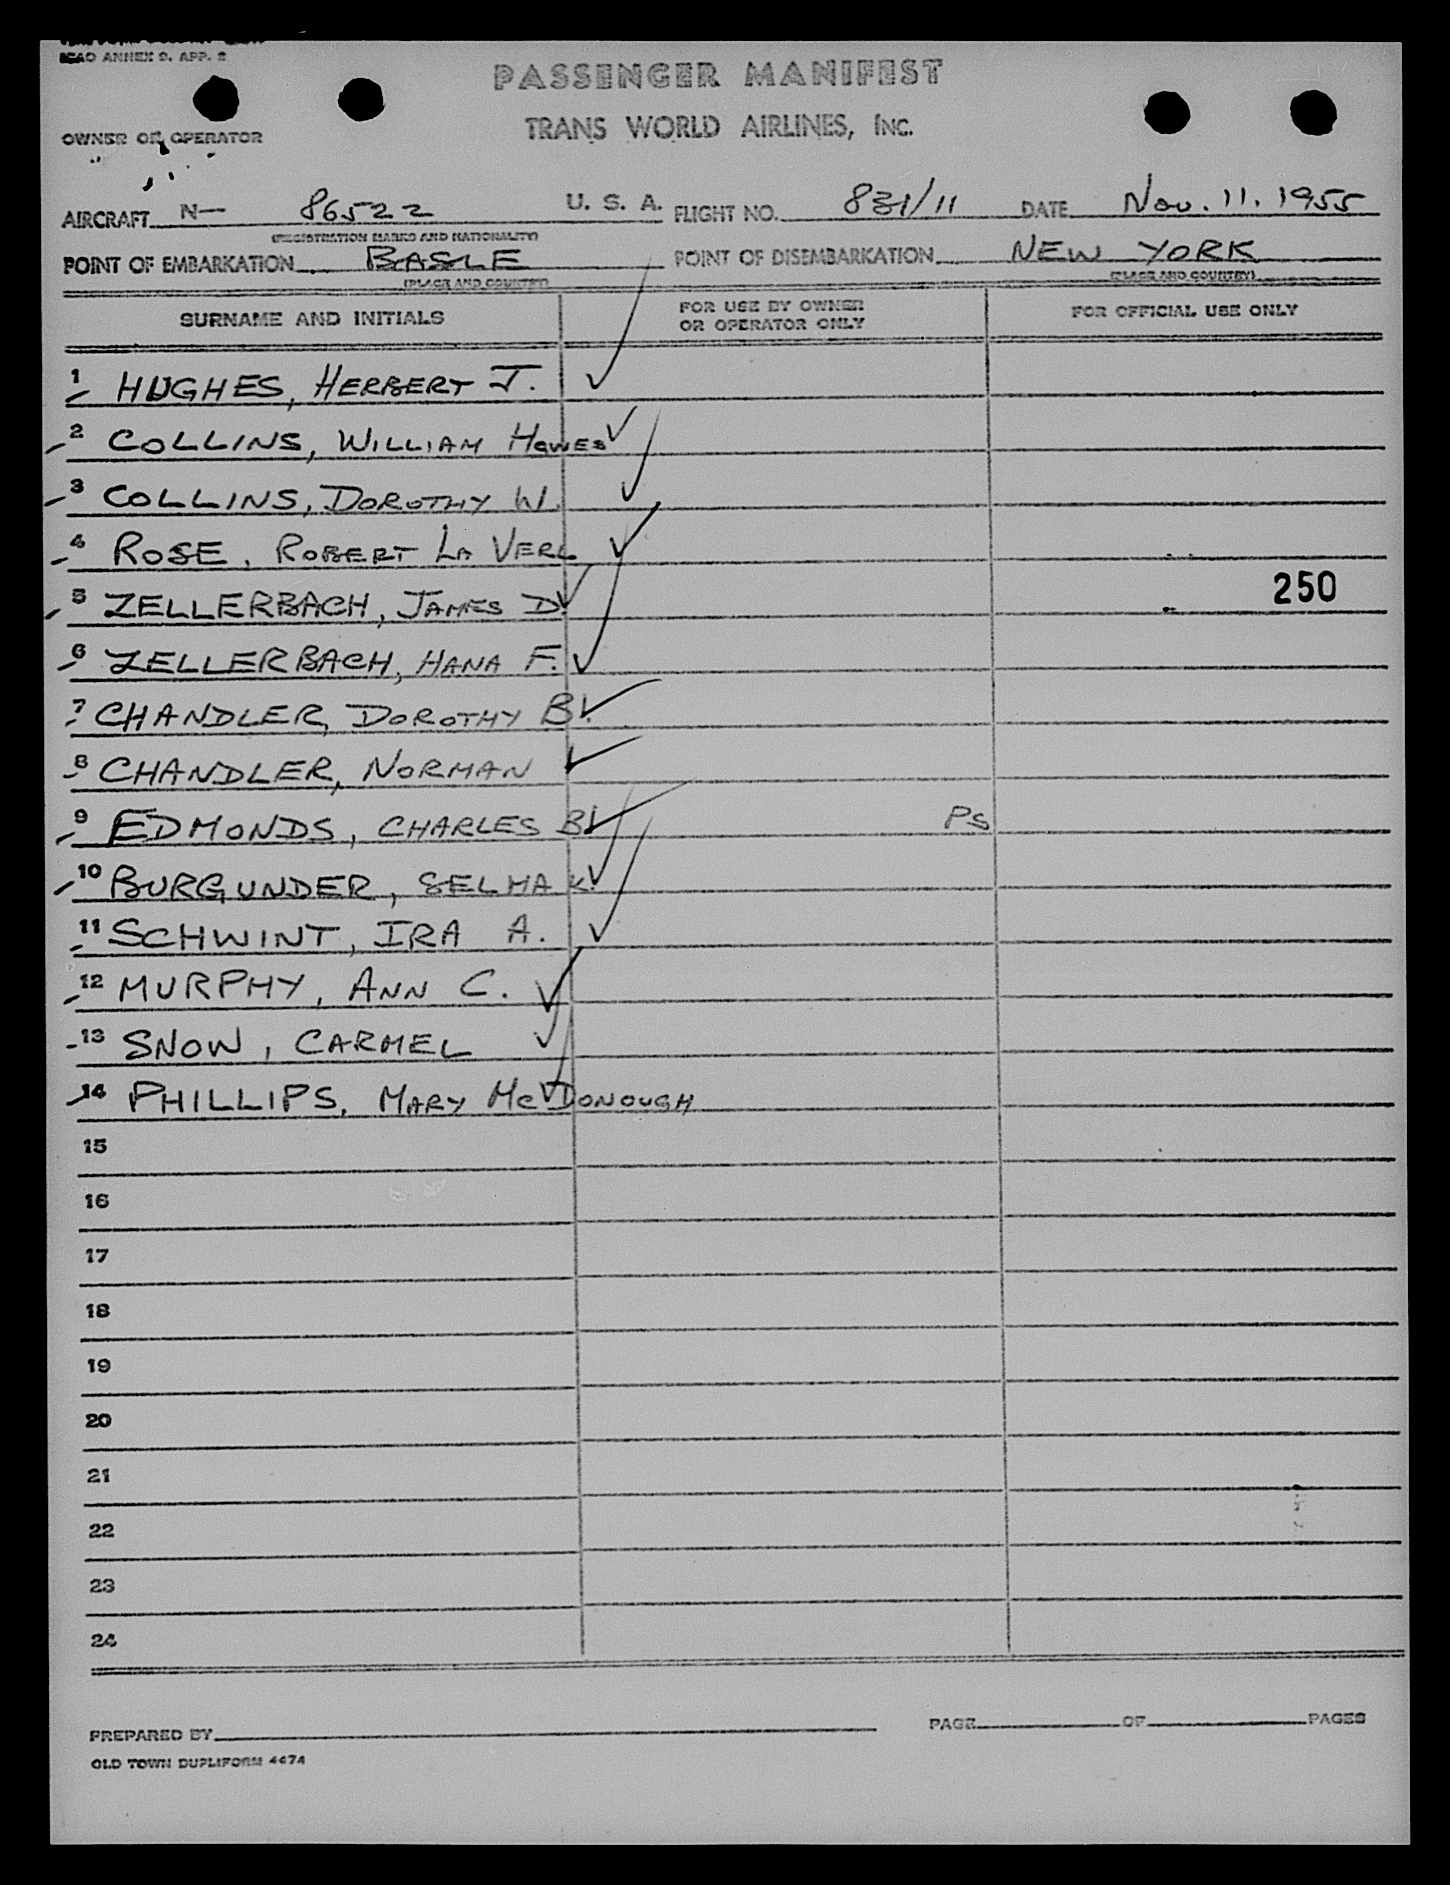 ICAO ANNEX 9. APP. 2
PASSENGER MANIFEST
TRANS WORLD AIRLINES, INC.
OWNER OR OPERATOR
AIRCRAFT N- 86522 U. S. A. FLIGHT NO. 831/11 DATE Nov. 11. 1955
(REGISTRATION MARKS AND NATIONALITY)
POINT OF EMBARKATION BASLE POINT OF DISEMBARKATION NEW YORK
(PLACE AND COUNTRY) (PLACE AND COUNTRY)
SURNAME AND INITIALS FOR USE BY OWNER OR OPERATOR ONLY FOR OFFICIAL USE ONLY
1 HUGHES, HERBERT J.
2 COLLINS, WILLIAM HOWES
3 COLLINS, DOROTHY W.
4 ROSE, ROBERT LA VERL
5 ZELLERBACH, JAMES D. 250
6 ZELLERBACH, HANA F.
7 CHANDLER, DOROTHY B.
8 CHANDLER, NORMAN
9 EDMONDS, CHARLES B. PS
10 BURGUNDER, SELMA K.
11 SCHWINT, IRA A.
12 MURPHY, ANN C.
13 SNOW, CARMEL
14 PHILLIPS, MARY McDONOUGH
15
16
17
18
19
20
21
22
23
24
PREPARED BY PAGE OF PAGES
OLD TOWN DUPLIFORM 4474